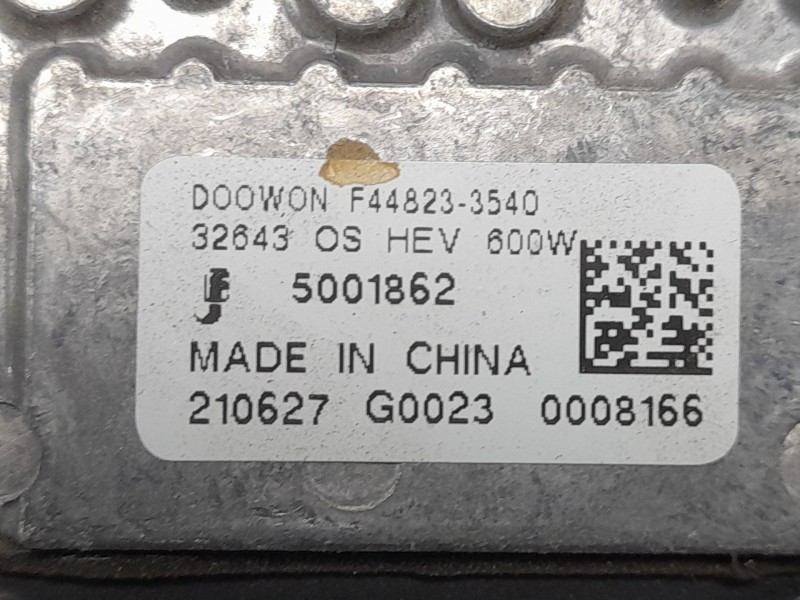 DOOWON F44823-3540
32643 OS HEV 600W
5001862
MADE IN CHINA
210627 G0023 0008166